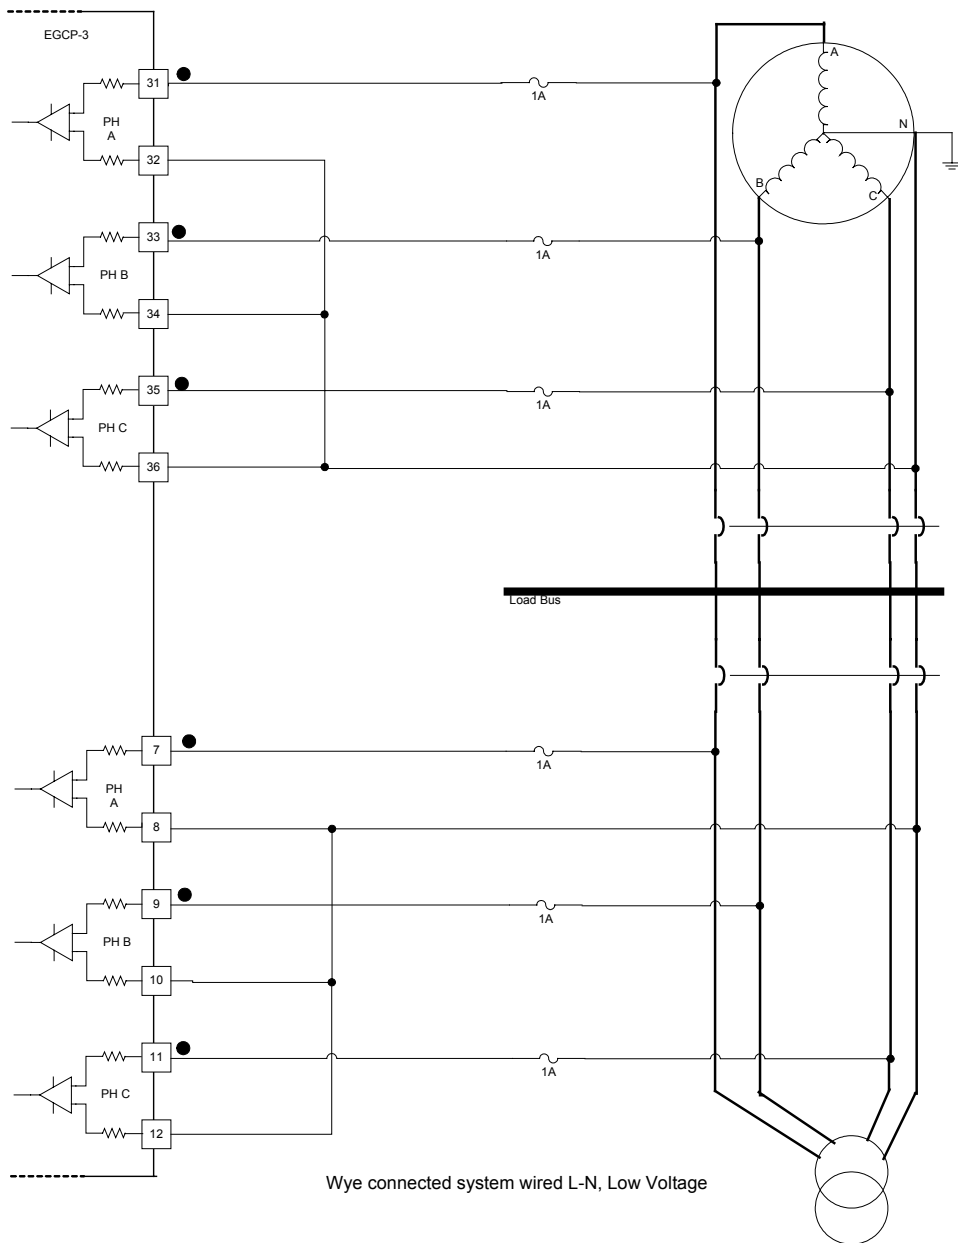 EGCP-3
A
31
1A
PH
A
N
32
B
C
33
1A
PH B
34
35
1A
PH C
36
Load Bus
7
1A
PH
A
8
9
1A
PH B
10
11
1A
PH C
12
Wye connected system wired L-N, Low Voltage